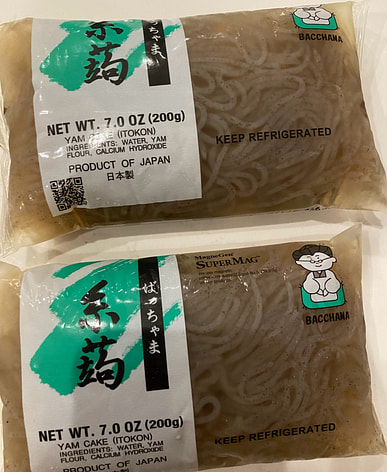 糸蒟
ばっちゃま
BACCHANA
NET WT. 7.0 OZ (200g)
YAM CAKE (ITOKON)
INGREDIENTS: WATER, YAM
FLOUR, CALCIUM HYDROXIDE
PRODUCT OF JAPAN
日本製
KEEP REFRIGERATED
MagneGen
SUPERMAG
糸蒟
ばっちゃま
BACCHANA
NET WT. 7.0 OZ (200g)
YAM CAKE (ITOKON)
INGREDIENTS: WATER, YAM
FLOUR, CALCIUM HYDROXIDE
PRODUCT OF JAPAN
KEEP REFRIGERATED